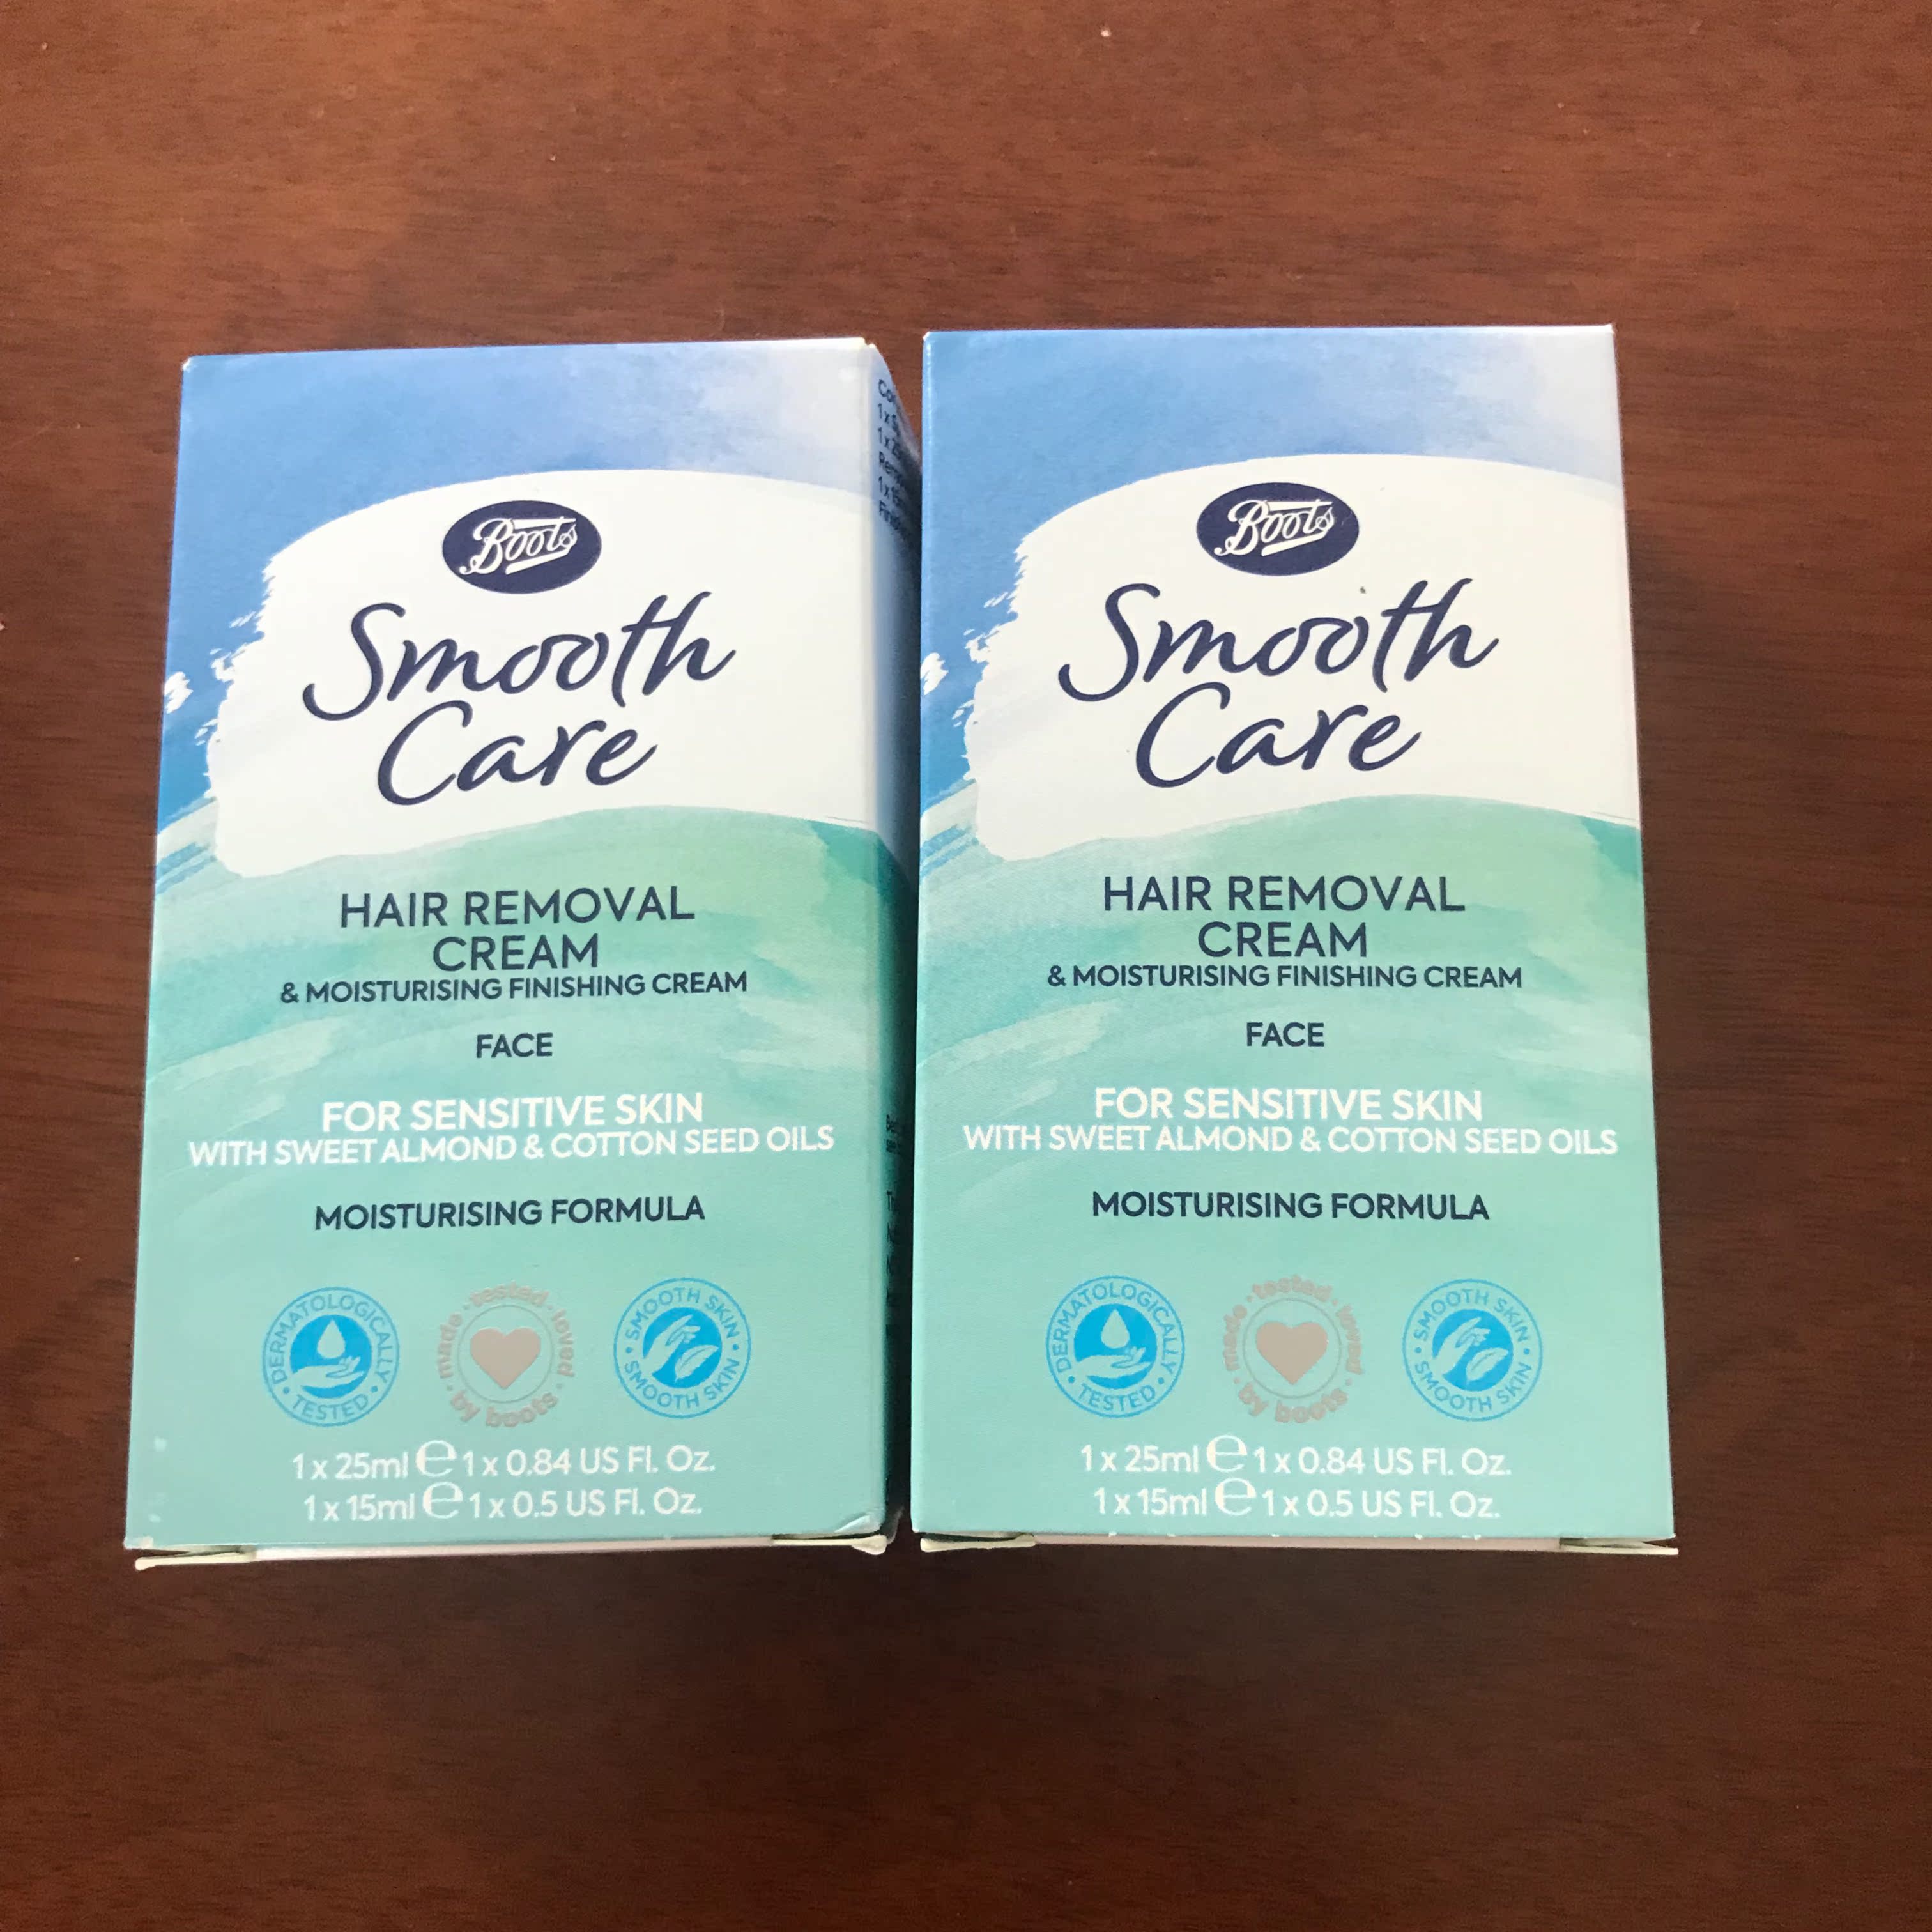 Boots
Smooth
Care
HAIR REMOVAL
CREAM
& MOISTURISING FINISHING CREAM
FACE
FOR SENSITIVE SKIN
WITH SWEET ALMOND & COTTON SEED OILS
MOISTURISING FORMULA
DERMATOLOGICALLY • TESTED •
made • tested • loved • by boots •
SMOOTH SKIN • SMOOTH SKIN •
1 x 25ml ℮ 1 x 0.84 US Fl. Oz.
1 x 15ml ℮ 1 x 0.5 US Fl. Oz.
1 x
1 x
Boots
Smooth
Care
HAIR REMOVAL
CREAM
& MOISTURISING FINISHING CREAM
FACE
FOR SENSITIVE SKIN
WITH SWEET ALMOND & COTTON SEED OILS
MOISTURISING FORMULA
DERMATOLOGICALLY • TESTED •
made • tested • loved • by boots •
SMOOTH SKIN • SMOOTH SKIN •
1 x 25ml ℮ 1 x 0.84 US Fl. Oz.
1 x 15ml ℮ 1 x 0.5 US Fl. Oz.